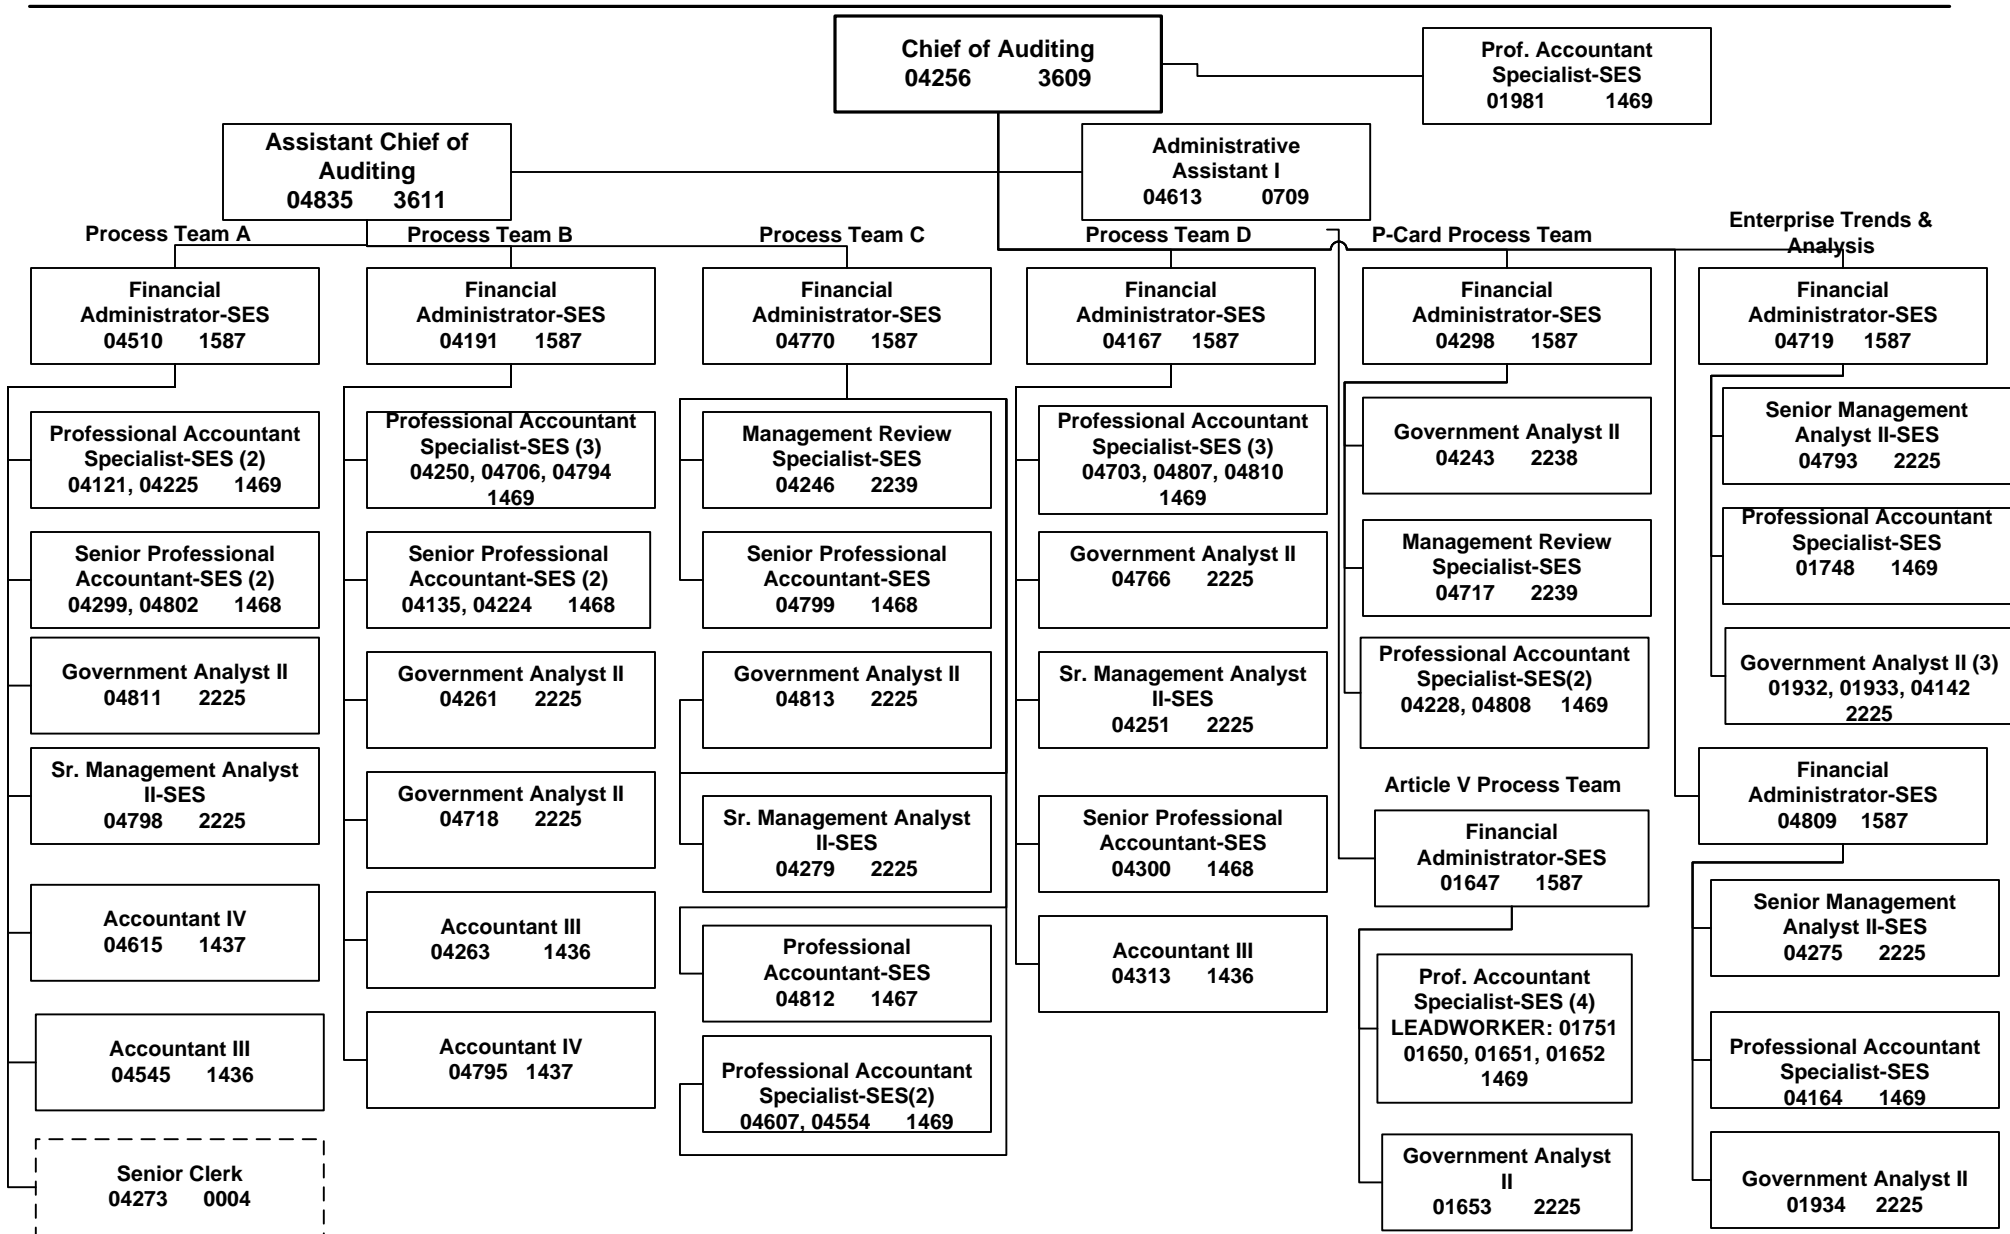 Chief of Auditing
04256 3609
Prof. Accountant
Specialist-SES
01981 1469
Assistant Chief of
Auditing
04835 3611
Administrative
Assistant I
04613 0709
Process Team A
Financial
Administrator-SES
04510 1587
Professional Accountant
Specialist-SES (2)
04121, 04225 1469
Senior Professional
Accountant-SES (2)
04299, 04802 1468
Government Analyst II
04811 2225
Sr. Management Analyst
II-SES
04798 2225
Accountant IV
04615 1437
Accountant III
04545 1436
Senior Clerk
04273 0004
Process Team B
Financial
Administrator-SES
04191 1587
Professional Accountant
Specialist-SES (3)
04250, 04706, 04794
1469
Senior Professional
Accountant-SES (2)
04135, 04224 1468
Government Analyst II
04261 2225
Government Analyst II
04718 2225
Accountant III
04263 1436
Accountant IV
04795 1437
Process Team C
Financial
Administrator-SES
04770 1587
Management Review
Specialist-SES
04246 2239
Senior Professional
Accountant-SES
04799 1468
Government Analyst II
04813 2225
Sr. Management Analyst
II-SES
04279 2225
Professional
Accountant-SES
04812 1467
Professional Accountant
Specialist-SES(2)
04607, 04554 1469
Process Team D
Financial
Administrator-SES
04167 1587
Professional Accountant
Specialist-SES (3)
04703, 04807, 04810
1469
Government Analyst II
04766 2225
Sr. Management Analyst
II-SES
04251 2225
Senior Professional
Accountant-SES
04300 1468
Accountant III
04313 1436
P-Card Process Team
Financial
Administrator-SES
04298 1587
Government Analyst II
04243 2238
Management Review
Specialist-SES
04717 2239
Professional Accountant
Specialist-SES(2)
04228, 04808 1469
Article V Process Team
Financial
Administrator-SES
01647 1587
Prof. Accountant
Specialist-SES (4)
LEADWORKER: 01751
01650, 01651, 01652
1469
Government Analyst
II
01653 2225
Enterprise Trends &
Analysis
Financial
Administrator-SES
04719 1587
Senior Management
Analyst II-SES
04793 2225
Professional Accountant
Specialist-SES
01748 1469
Government Analyst II (3)
01932, 01933, 04142
2225
Financial
Administrator-SES
04809 1587
Senior Management
Analyst II-SES
04275 2225
Professional Accountant
Specialist-SES
04164 1469
Government Analyst II
01934 2225